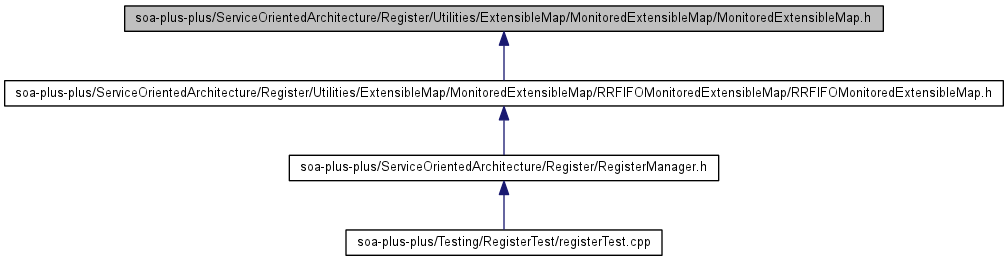 soa-plus-plus/ServiceOrientedArchitecture/Register/Utilities/ExtensibleMap/MonitoredExtensibleMap/MonitoredExtensibleMap.h
soa-plus-plus/ServiceOrientedArchitecture/Register/Utilities/ExtensibleMap/MonitoredExtensibleMap/RRFIFOMonitoredExtensibleMap/RRFIFOMonitoredExtensibleMap.h
soa-plus-plus/ServiceOrientedArchitecture/Register/RegisterManager.h
soa-plus-plus/Testing/RegisterTest/registerTest.cpp